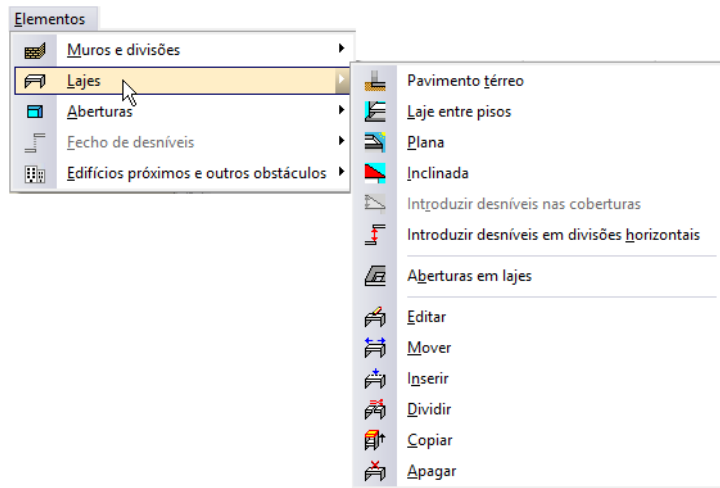 Elementos
Muros e divisões
Lajes
Aberturas
Fecho de desníveis
Edifícios próximos e outros obstáculos
Pavimento térreo
Laje entre pisos
Plana
Inclinada
Introduzir desníveis nas coberturas
Introduzir desníveis em divisões horizontais
Aberturas em lajes
Editar
Mover
Inserir
Dividir
Copiar
Apagar